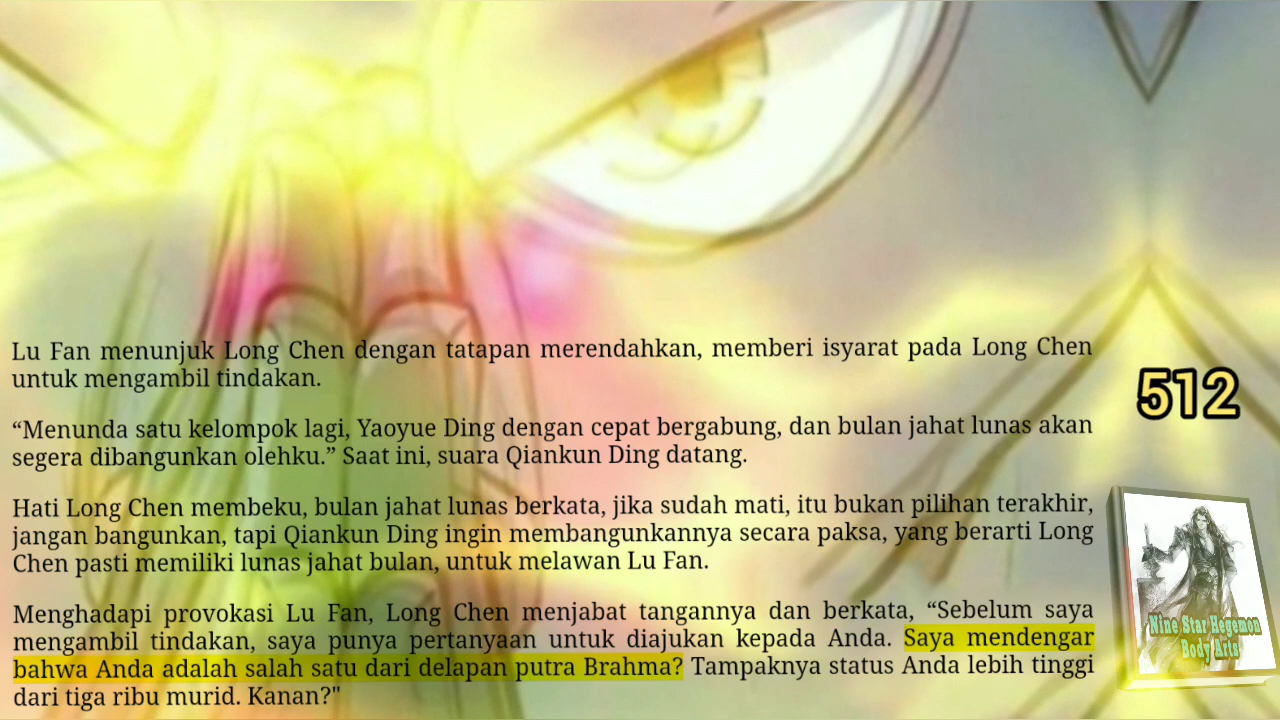 Lu Fan menunjuk Long Chen dengan tatapan merendahkan, memberi isyarat pada Long Chen
untuk mengambil tindakan.
“Menunda satu kelompok lagi, Yaoyue Ding dengan cepat bergabung, dan bulan jahat lunas akan
segera dibangunkan olehku.” Saat ini, suara Qiankun Ding datang.
Hati Long Chen membeku, bulan jahat lunas berkata, jika sudah mati, itu bukan pilihan terakhir,
jangan bangunkan, tapi Qiankun Ding ingin membangunkannya secara paksa, yang berarti Long
Chen pasti memiliki lunas jahat bulan, untuk melawan Lu Fan.
Menghadapi provokasi Lu Fan, Long Chen menjabat tangannya dan berkata, “Sebelum saya
mengambil tindakan, saya punya pertanyaan untuk diajukan kepada Anda. Saya mendengar
bahwa Anda adalah salah satu dari delapan putra Brahma? Tampaknya status Anda lebih tinggi
dari tiga ribu murid. Kanan?"
512
Nine Star Hegemon
Body Arts